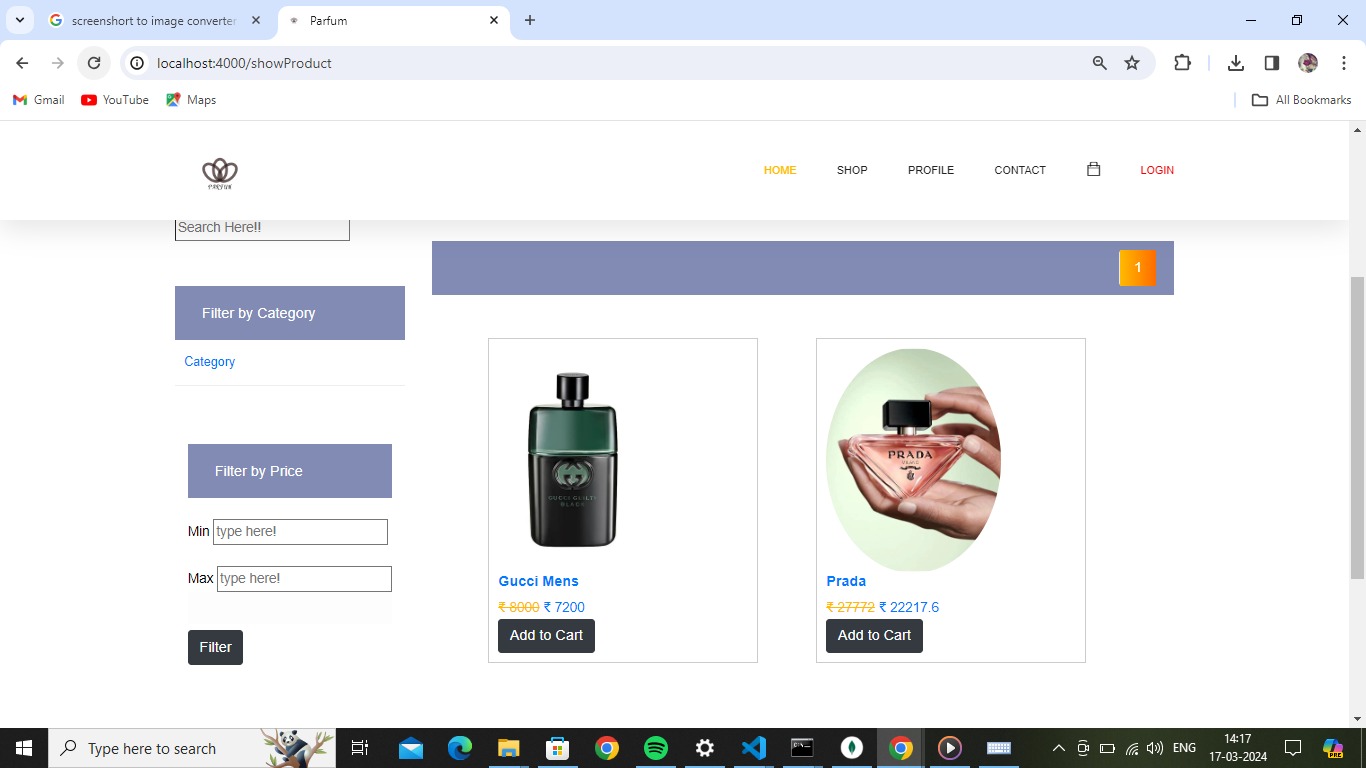 screenshort to image converter
Parfum
localhost:4000/showProduct
Gmail
YouTube
Maps
All Bookmarks
PARFUM
HOME
SHOP
PROFILE
CONTACT
LOGIN
Search Here!!
1
Filter by Category
Category
Filter by Price
Min type here!
Max type here!
Filter
GUCCI GUILTY
BLACK
Gucci Mens
₹ 8000 ₹ 7200
Add to Cart
PRADA
Prada
₹ 27772 ₹ 22217.6
Add to Cart
Type here to search
ENG
14:17
17-03-2024
PRE